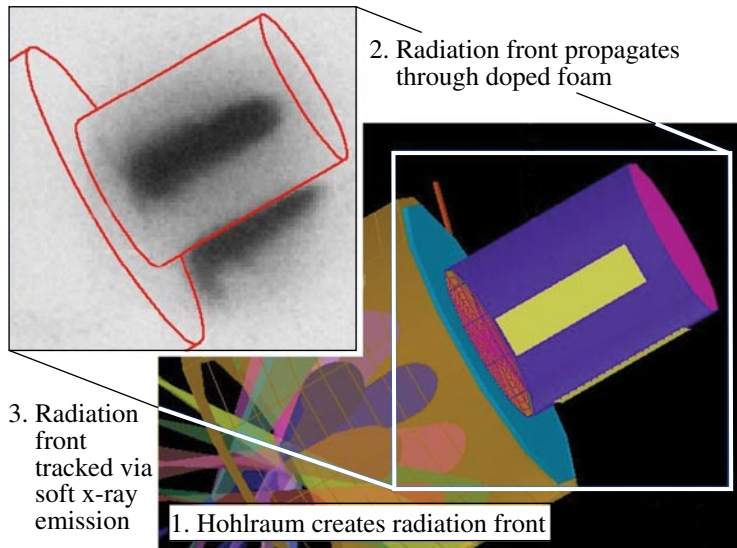 2. Radiation front propagates
through doped foam
3. Radiation
front
tracked via
soft x-ray
emission
1. Hohlraum creates radiation front